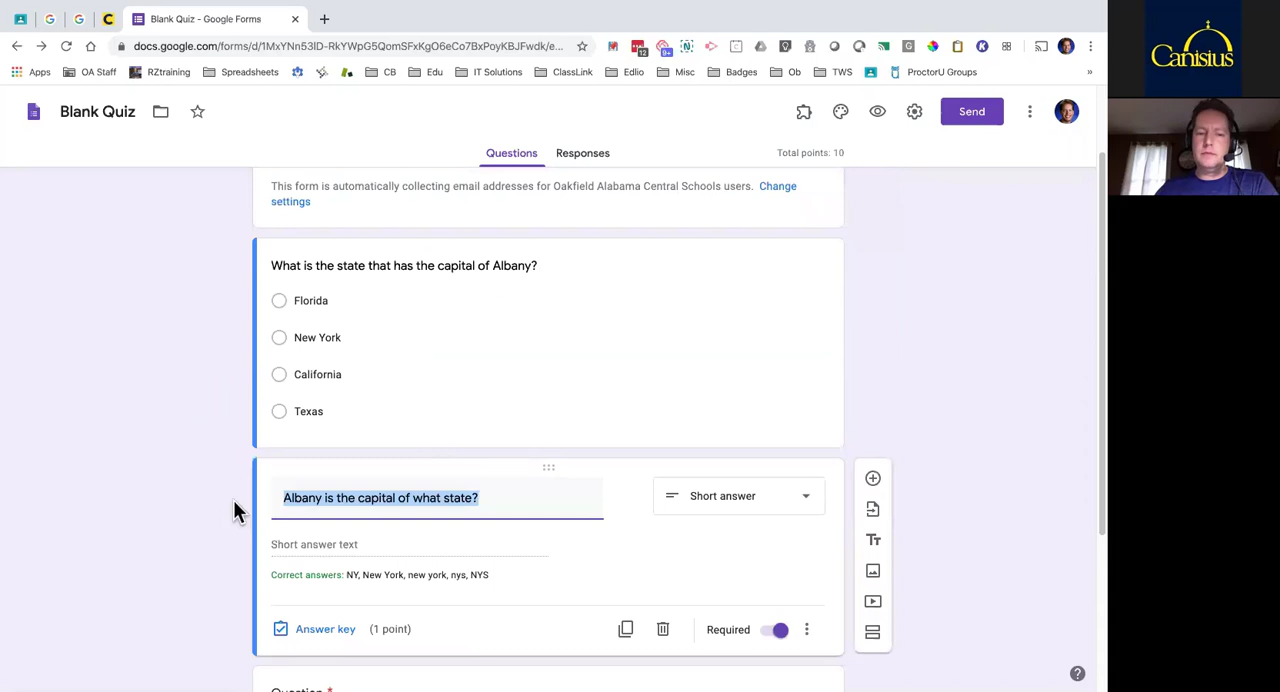 Blank Quiz - Google Forms
docs.google.com/forms/d/1MxYNn53ID-RkYWpG5QomSFxKgO6eCo7BxPoyKBJFwdk/e...
12
9+
Apps OA Staff RZtraining Spreadsheets CB Edu IT Solutions ClassLink Edlio Misc Badges Ob TWS ProctorU Groups »
Canisius
Blank Quiz
Send
Questions Responses Total points: 10
This form is automatically collecting email addresses for Oakfield Alabama Central Schools users. Change
settings
What is the state that has the capital of Albany?
Florida
New York
California
Texas
Albany is the capital of what state?
Short answer
Short answer text
Correct answers: NY, New York, new york, nys, NYS
Answer key (1 point)
Required
Question *